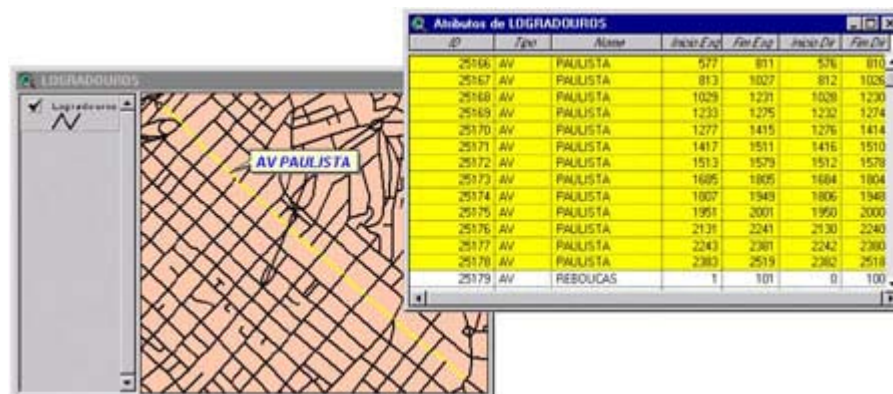 Atributos de LOGRADOUROS
ID Tipo Nome Início Esq Fim Esq Início Dir Fim Dir
25166 AV PAULISTA 577 811 576 810
25167 AV PAULISTA 813 1027 812 1026
25168 AV PAULISTA 1029 1231 1028 1230
25169 AV PAULISTA 1233 1275 1232 1274
25170 AV PAULISTA 1277 1415 1276 1414
25171 AV PAULISTA 1417 1511 1416 1510
25172 AV PAULISTA 1513 1579 1512 1578
25173 AV PAULISTA 1685 1805 1684 1804
25174 AV PAULISTA 1807 1949 1806 1948
25175 AV PAULISTA 1951 2001 1950 2000
25176 AV PAULISTA 2131 2241 2130 2240
25177 AV PAULISTA 2243 2381 2242 2380
25178 AV PAULISTA 2383 2519 2382 2518
25179 AV REBOUCAS 1 101 0 100
LOGRADOUROS
Logradouros
AV PAULISTA